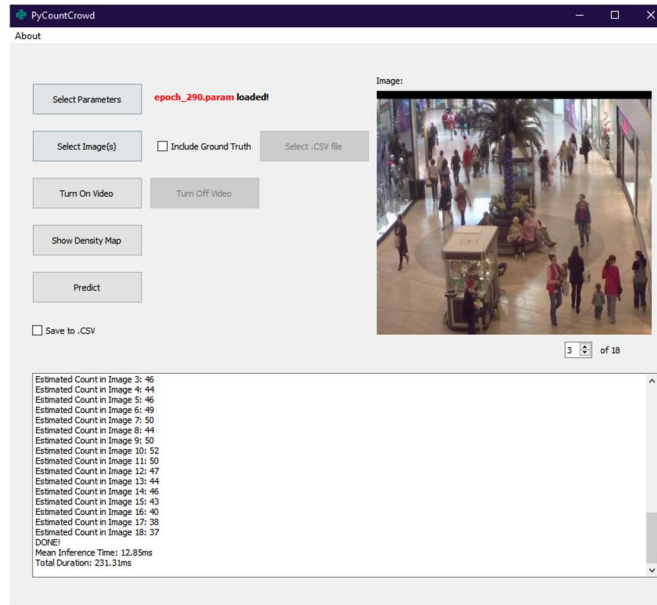 PyCountCrowd
About
Select Parameters
epoch_290.param loaded!
Image:
Select Image(s)
Include Ground Truth
Select .CSV file
Turn On Video
Turn Off Video
Show Density Map
Predict
Save to .CSV
3 of 18
Estimated Count in Image 3: 46
Estimated Count in Image 4: 44
Estimated Count in Image 5: 46
Estimated Count in Image 6: 49
Estimated Count in Image 7: 50
Estimated Count in Image 8: 44
Estimated Count in Image 9: 50
Estimated Count in Image 10: 52
Estimated Count in Image 11: 50
Estimated Count in Image 12: 47
Estimated Count in Image 13: 44
Estimated Count in Image 14: 46
Estimated Count in Image 15: 43
Estimated Count in Image 16: 40
Estimated Count in Image 17: 38
Estimated Count in Image 18: 37
DONE!
Mean Inference Time: 12.85ms
Total Duration: 231.31ms